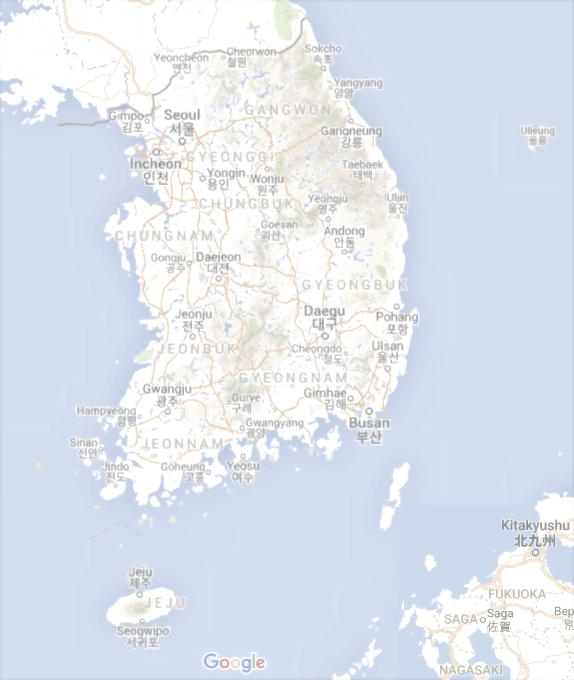 Cheorwon
철원
Sokcho
속초
Yeoncheon
연천
Yangyang
양양
GANGWON
Gimpo
김포
Seoul
서울
Gangneung
강릉
Ulleung
울릉
Incheon
인천
GYEONGGI
Taebaek
태백
Yongin
용인
Wonju
원주
CHUNGBUK
Yeongju
영주
Uljin
울진
Goesan
괴산
Andong
안동
CHUNGNAM
Gongju
공주
Daejeon
대전
GYEONGBUK
Daegu
대구
Pohang
포항
Jeonju
전주
JEONBUK
Cheongdo
청도
Ulsan
울산
GYEONGNAM
Gwangju
광주
Gurye
구례
Gimhae
김해
Hampyeong
함평
Gwangyang
광양
Busan
부산
Sinan
신안
JEONNAM
Jindo
진도
Goheung
고흥
Yeosu
여수
Kitakyushu
北九州
Jeju
제주
JEJU
FUKUOKA
SAGA
Saga
佐賀
Bep
別
Seogwipo
서귀포
Google
NAGASAKI